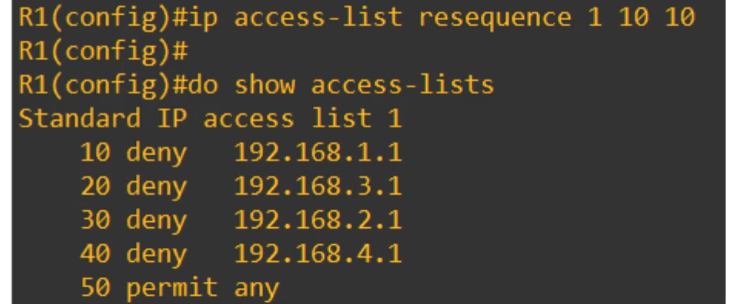 R1(config)#ip access-list resequence 1 10 10
R1(config)#
R1(config)#do show access-lists
Standard IP access list 1
    10 deny   192.168.1.1
    20 deny   192.168.3.1
    30 deny   192.168.2.1
    40 deny   192.168.4.1
    50 permit any